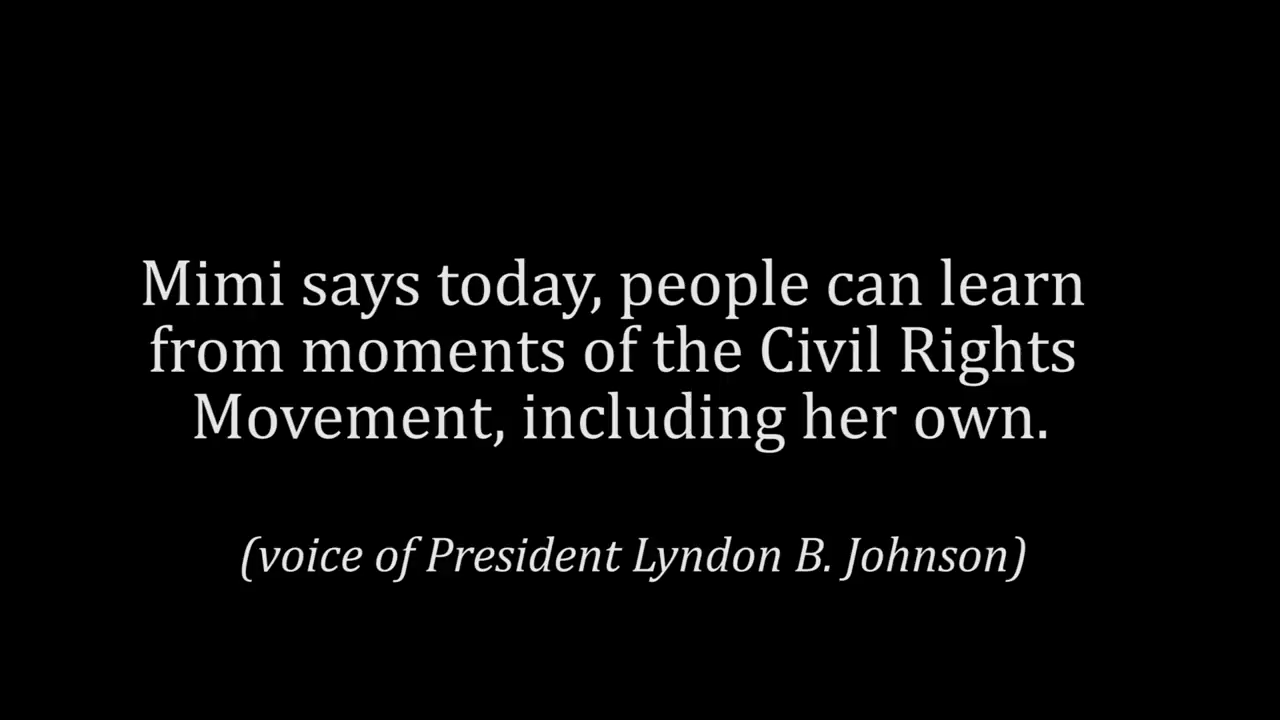 Mimi says today, people can learn
from moments of the Civil Rights
Movement, including her own.
(voice of President Lyndon B. Johnson)